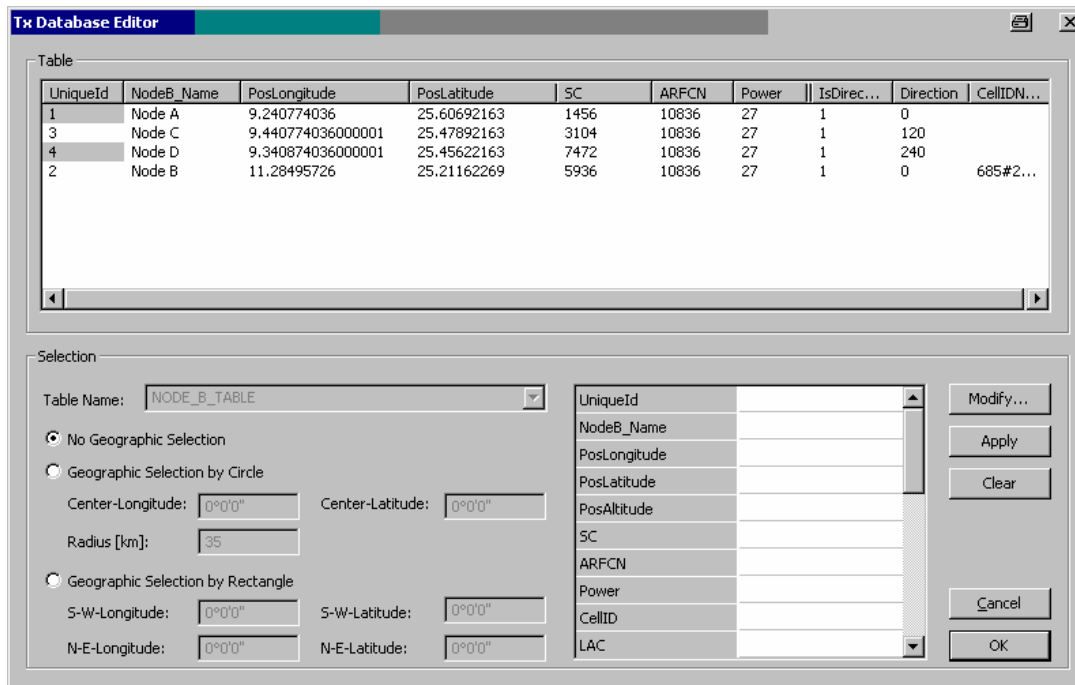 Tx Database Editor
Table
UniqueId NodeB_Name PosLongitude PosLatitude SC ARFCN Power IsDirec... Direction CellIDN...
1 Node A 9.240774036 25.60692163 1456 10836 27 1 0
3 Node C 9.440774036000001 25.47892163 3104 10836 27 1 120
4 Node D 9.340874036000001 25.45622163 7472 10836 27 1 240
2 Node B 11.28495726 25.21162269 5936 10836 27 1 0 685#2...
Selection
Table Name: NODE_B_TABLE
No Geographic Selection
Geographic Selection by Circle
Center-Longitude: 0°0'0" Center-Latitude: 0°0'0"
Radius [km]: 35
Geographic Selection by Rectangle
S-W-Longitude: 0°0'0" S-W-Latitude: 0°0'0"
N-E-Longitude: 0°0'0" N-E-Latitude: 0°0'0"
UniqueId
NodeB_Name
PosLongitude
PosLatitude
PosAltitude
SC
ARFCN
Power
CellID
LAC
Modify...
Apply
Clear
Cancel
OK